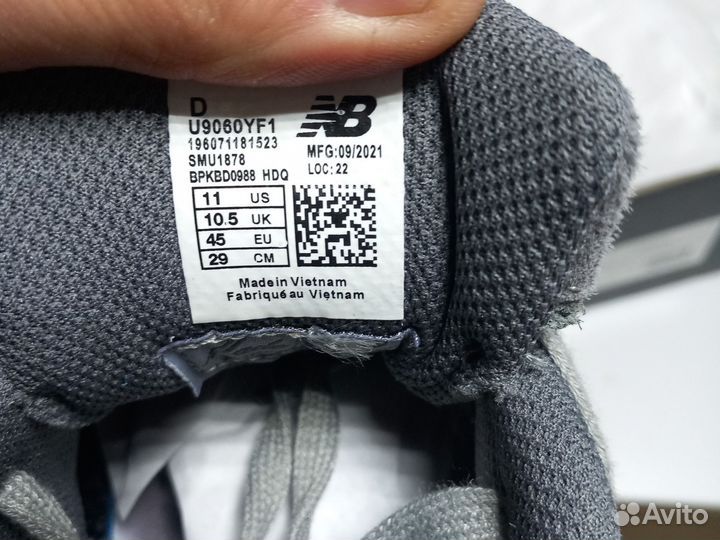 D
U9060YF1
196071181523
SMU1878
BPKBD0988 HDQ
NB
MFG:09/2021
LOC: 22
11 US
10.5 UK
45 EU
29 CM
Made in Vietnam
Fabriqué au Viẹtnam
Avito